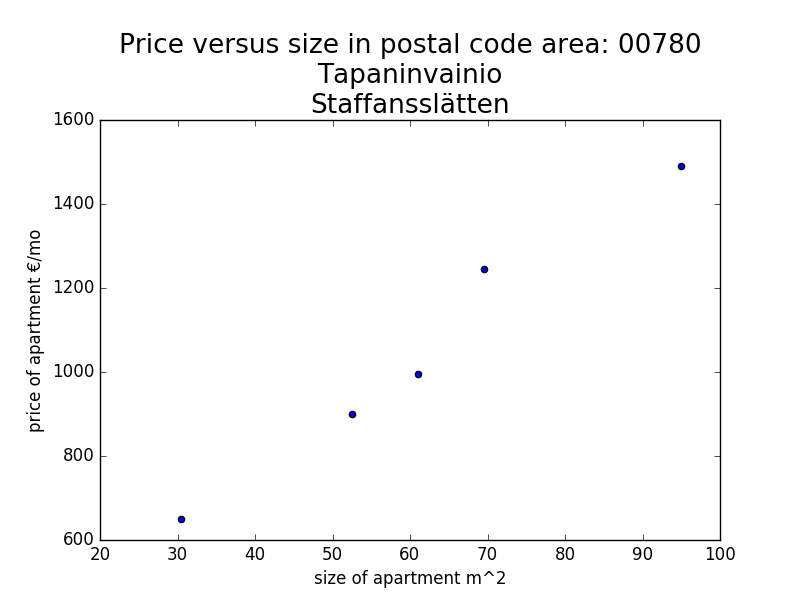 Price versus size in postal code area: 00780
Tapaninvainio
Staffansslätten
1600
1400
1200
1000
800
600
price of apartment €/mo
20 30 40 50 60 70 80 90 100
size of apartment m^2